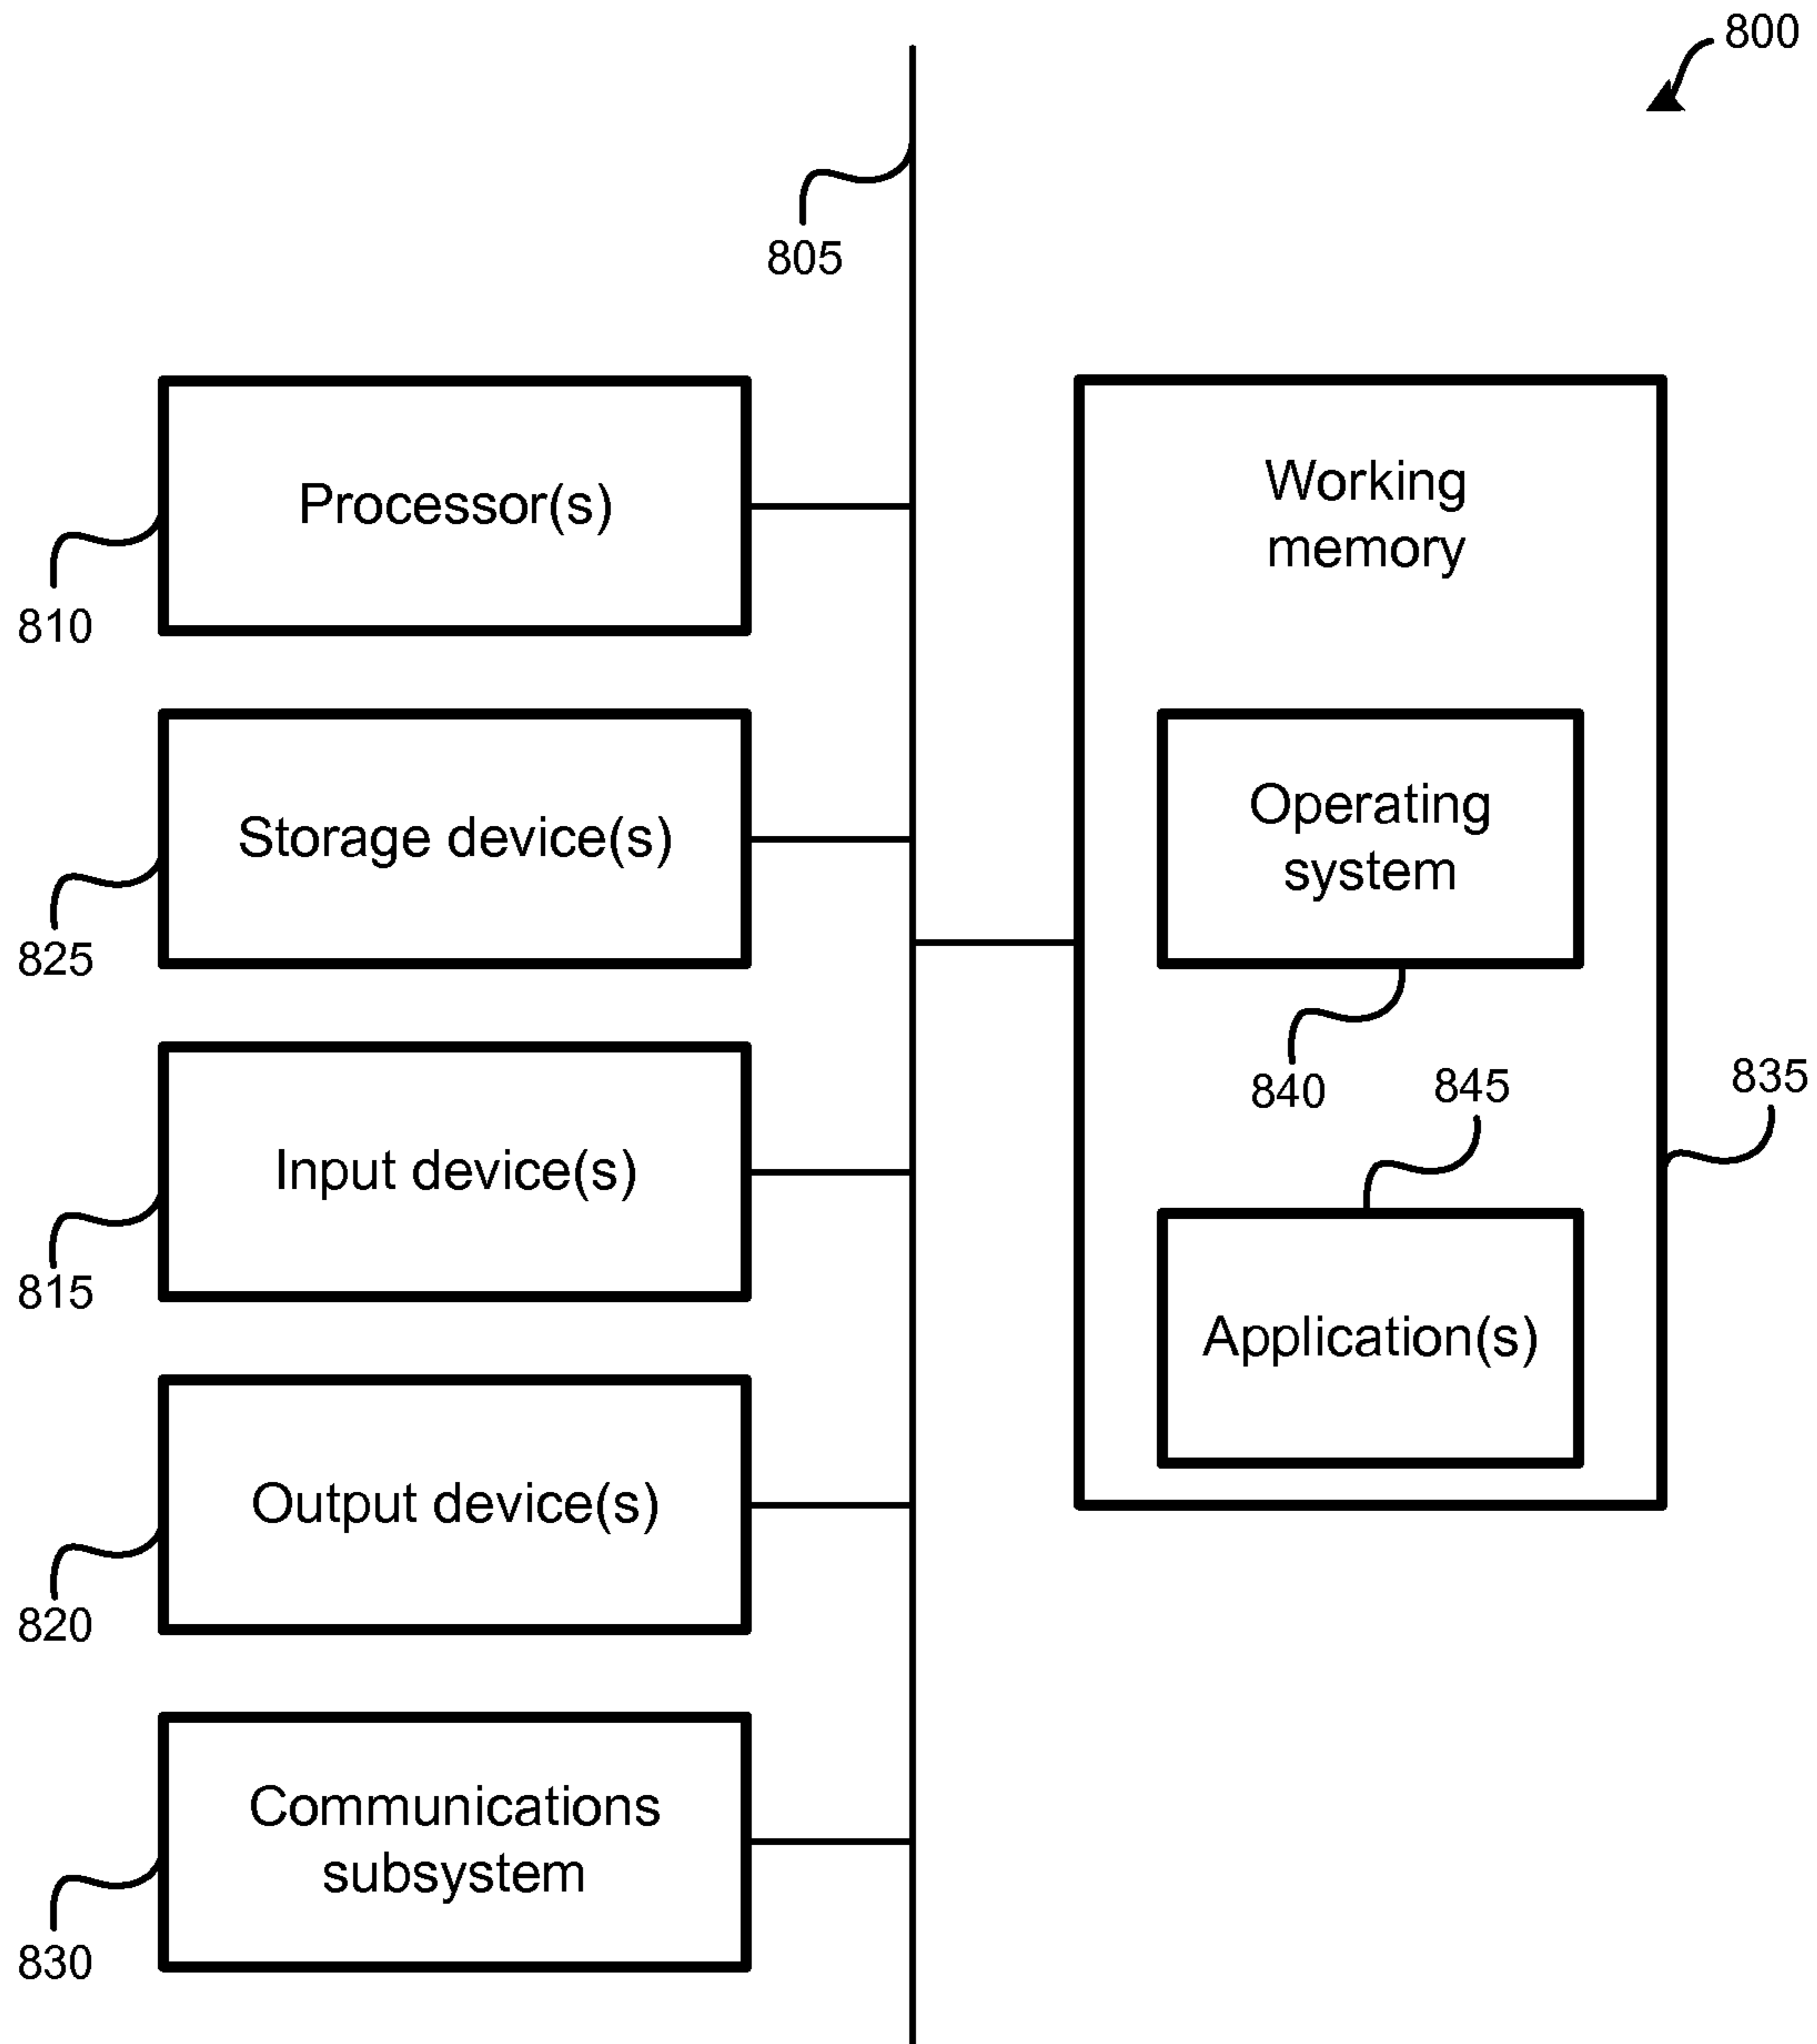 800
805
Processor(s)
810
Storage device(s)
825
Input device(s)
815
Output device(s)
820
Communications
subsystem
830
Working
memory
Operating
system
840
845
835
Application(s)